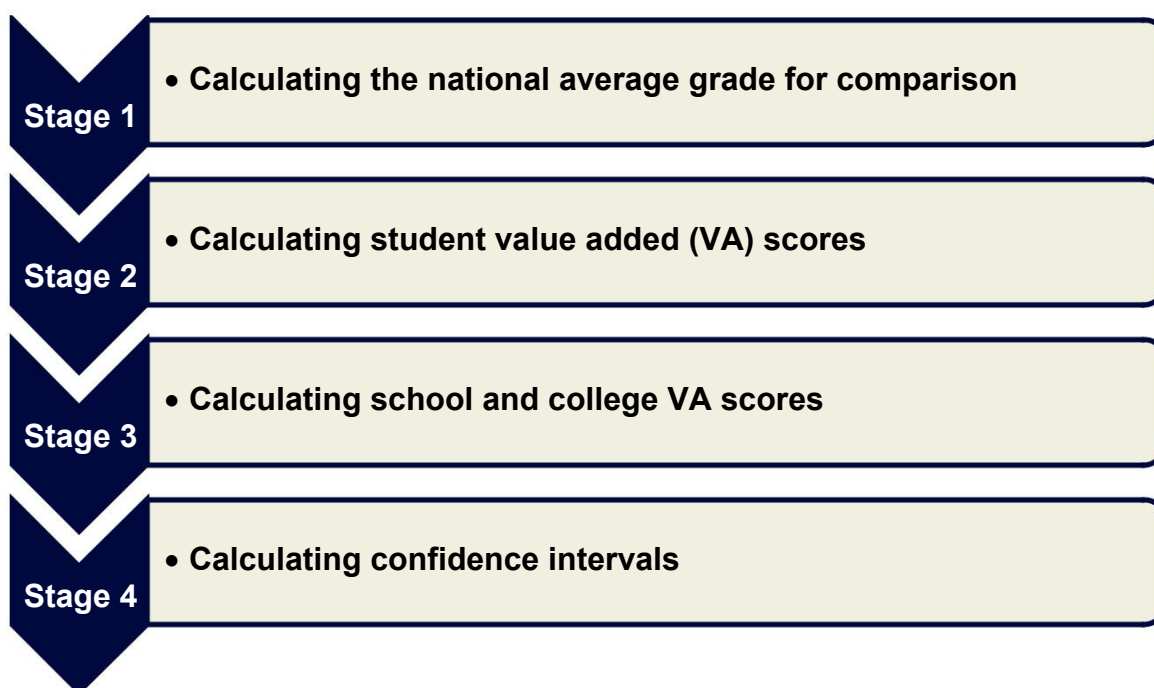 Stage 1
• Calculating the national average grade for comparison
Stage 2
• Calculating student value added (VA) scores
Stage 3
• Calculating school and college VA scores
Stage 4
• Calculating confidence intervals